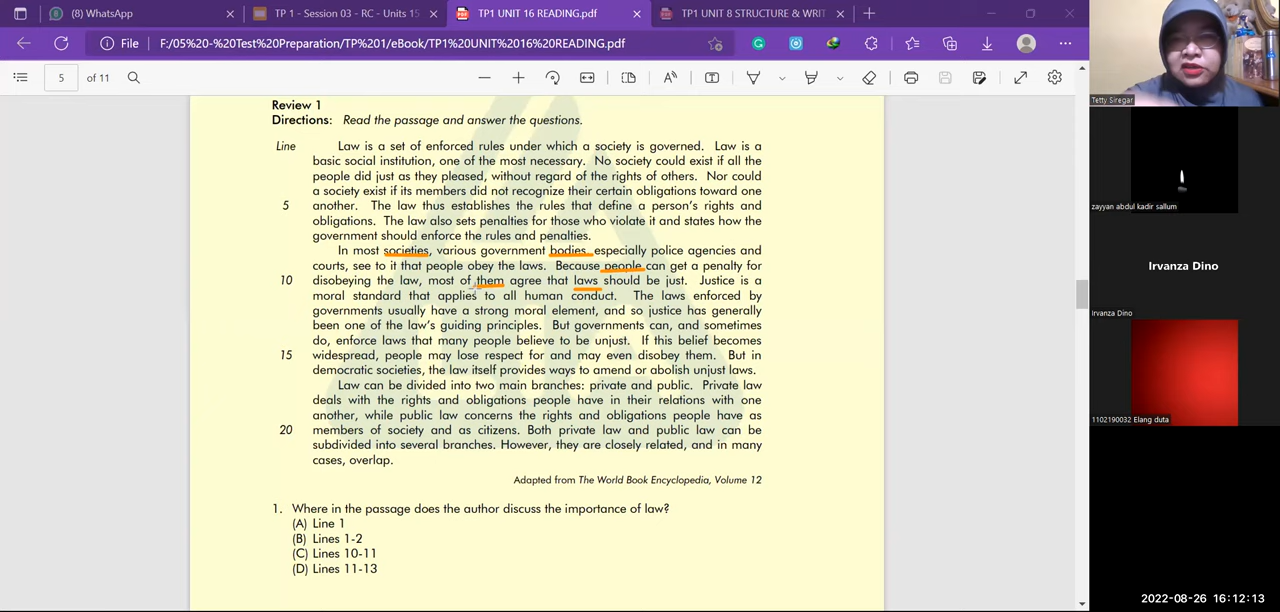 (8) WhatsApp
TP 1 - Session 03 - RC - Units 15
TP1 UNIT 16 READING.pdf
TP1 UNIT 8 STRUCTURE & WRIT
File
F:/05%20-%20Test%20Preparation/TP%201/eBook/TP1%20UNIT%2016%20READING.pdf
5
of 11
Review 1
Directions: Read the passage and answer the questions.
Line Law is a set of enforced rules under which a society is governed. Law is a
basic social institution, one of the most necessary. No society could exist if all the
people did just as they pleased, without regard of the rights of others. Nor could
a society exist if its members did not recognize their certain obligations toward one
5 another. The law thus establishes the rules that define a person's rights and
obligations. The law also sets penalties for those who violate it and states how the
government should enforce the rules and penalties.
In most societies, various government bodies, especially police agencies and
courts, see to it that people obey the laws. Because people can get a penalty for
10 disobeying the law, most of them agree that laws should be just. Justice is a
moral standard that applies to all human conduct. The laws enforced by
governments usually have a strong moral element, and so justice has generally
been one of the law's guiding principles. But governments can, and sometimes
do, enforce laws that many people believe to be unjust. If this belief becomes
15 widespread, people may lose respect for and may even disobey them. But in
democratic societies, the law itself provides ways to amend or abolish unjust laws.
Law can be divided into two main branches: private and public. Private law
deals with the rights and obligations people have in their relations with one
another, while public law concerns the rights and obligations people have as
20 members of society and as citizens. Both private law and public law can be
subdivided into several branches. However, they are closely related, and in many
cases, overlap.
Adapted from The World Book Encyclopedia, Volume 12
1. Where in the passage does the author discuss the importance of law?
(A) Line 1
(B) Lines 1-2
(C) Lines 10-11
(D) Lines 11-13
Tetty Siregar
zayyan abdul kadir sallum
Irvanza Dino
Irvanza Dino
1102190032 Elang duta
2022-08-26 16:12:13